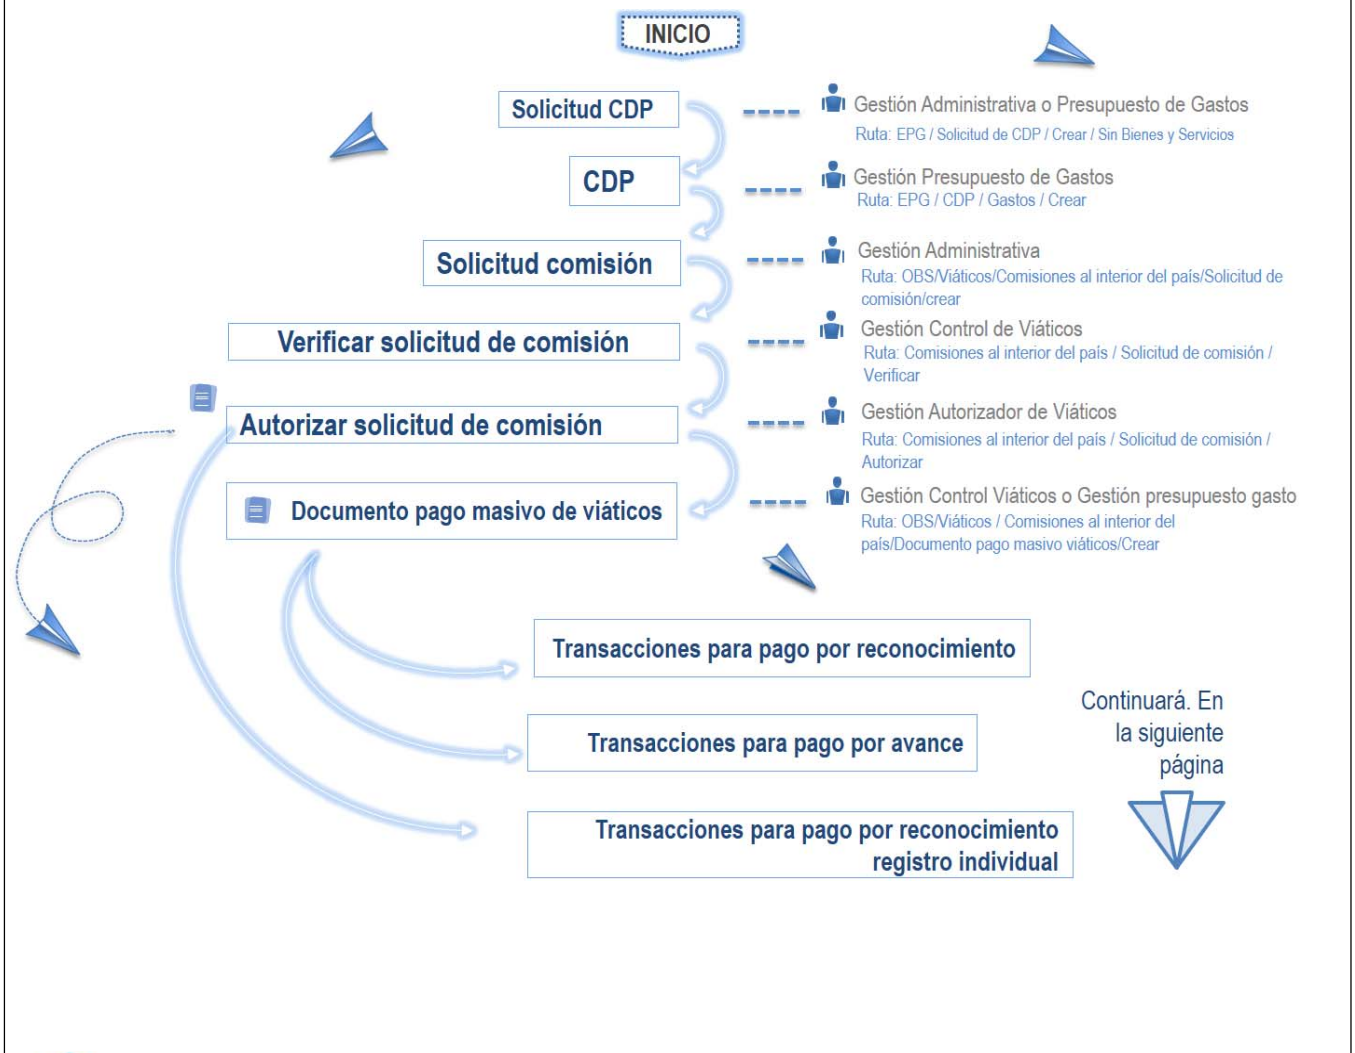 INICIO
Solicitud CDP
Gestión Administrativa o Presupuesto de Gastos
Ruta: EPG / Solicitud de CDP / Crear / Sin Bienes y Servicios
CDP
Gestión Presupuesto de Gastos
Ruta: EPG / CDP / Gastos / Crear
Solicitud comisión
Gestión Administrativa
Ruta: OBS/Viáticos/Comisiones al interior del país/Solicitud de
comisión/crear
Verificar solicitud de comisión
Gestión Control de Viáticos
Ruta: Comisiones al interior del país / Solicitud de comisión /
Verificar
Autorizar solicitud de comisión
Gestión Autorizador de Viáticos
Ruta: Comisiones al interior del país / Solicitud de comisión /
Autorizar
Documento pago masivo de viáticos
Gestión Control Viáticos o Gestión presupuesto gasto
Ruta: OBS/Viáticos / Comisiones al interior del
país/Documento pago masivo viáticos/Crear
Transacciones para pago por reconocimiento
Transacciones para pago por avance
Transacciones para pago por reconocimiento
registro individual
Continuará. En
la siguiente
página